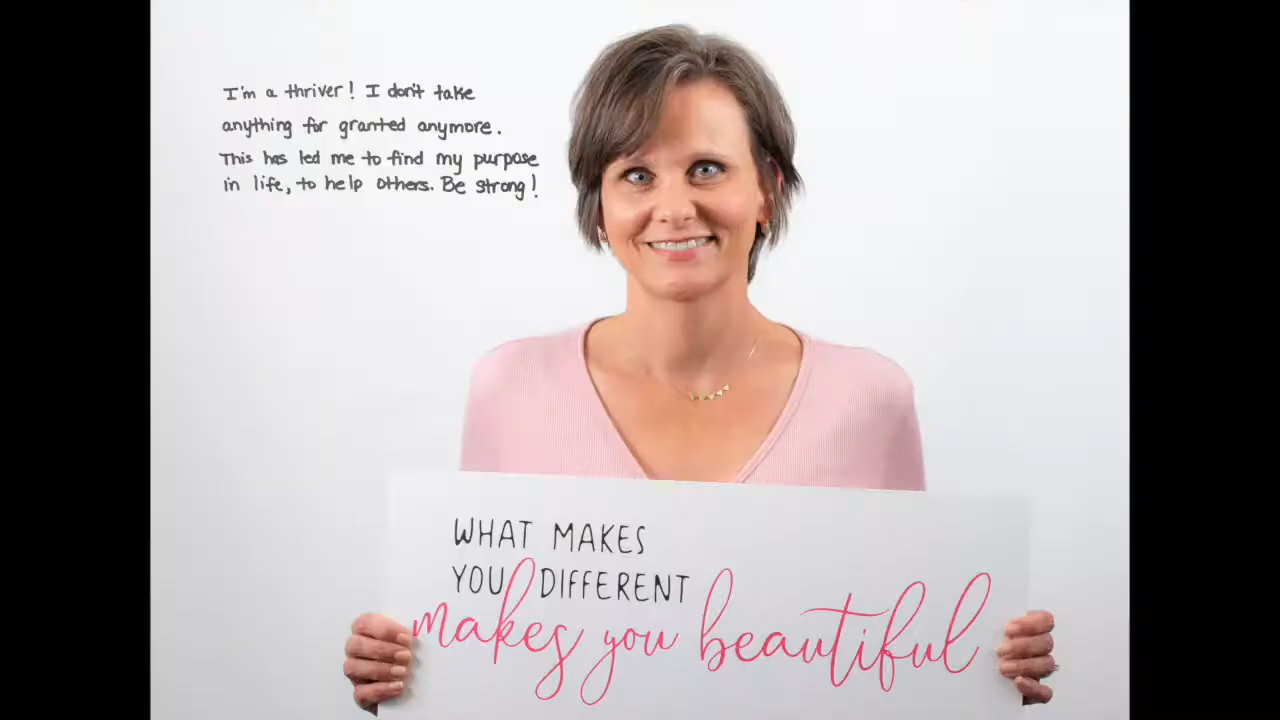 I'm a thriver! I don't take
anything for granted anymore.
This has led me to find my purpose
in life, to help others. Be strong!
WHAT MAKES
YOU DIFFERENT
makes you beautiful